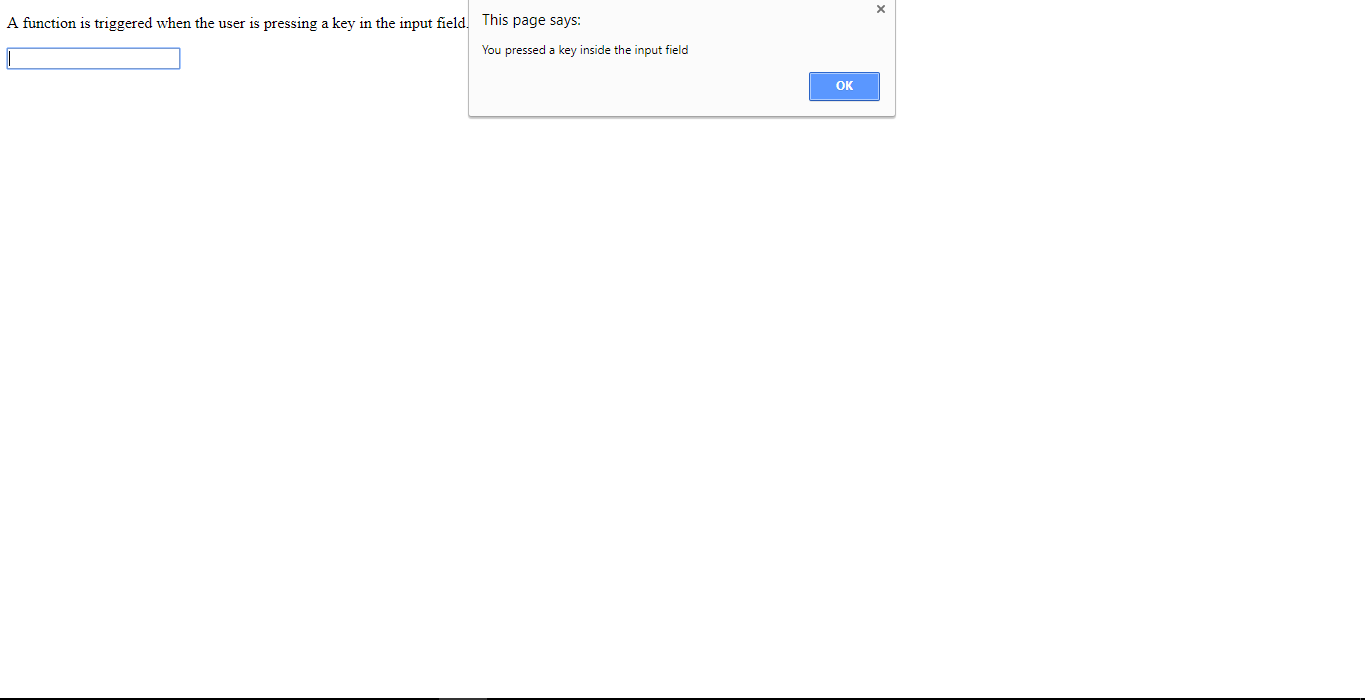 A function is triggered when the user is pressing a key in the input field.
This page says:
You pressed a key inside the input field
OK